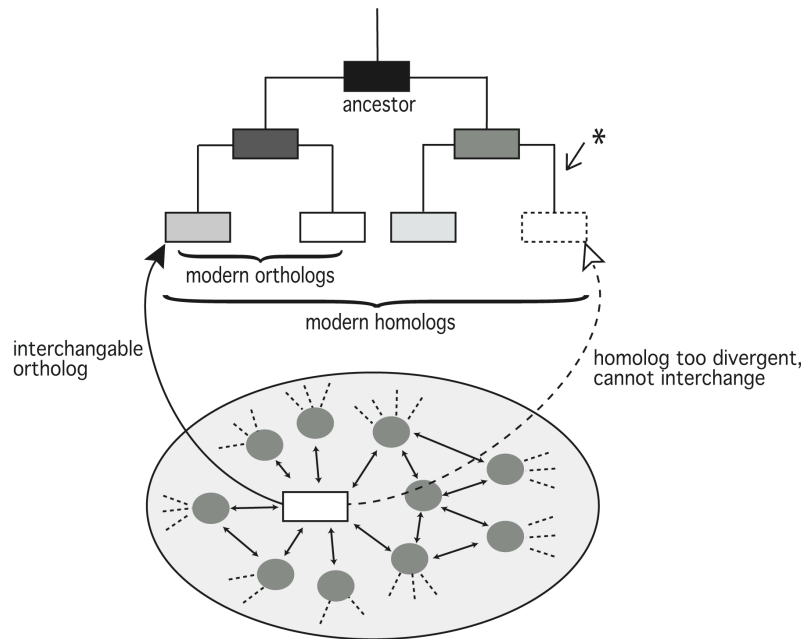 ancestor
*
modern orthologs
modern homologs
interchangable
ortholog
homolog too divergent,
cannot interchange